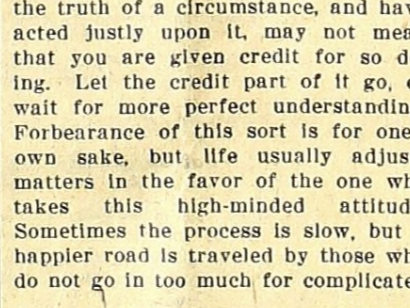 the truth of a circumstance, and hav
acted justly upon it, may not mea
that you are given credit for so d
ing. Let the credit part of it go,
wait for more perfect understandin
Forbearance of this sort is for one
own sake, but life usually adjus
matters in the favor of the one wh
takes this high-minded attitud
Sometimes the process is slow, but
happier road is traveled by those wh
do not go in too much for complicate